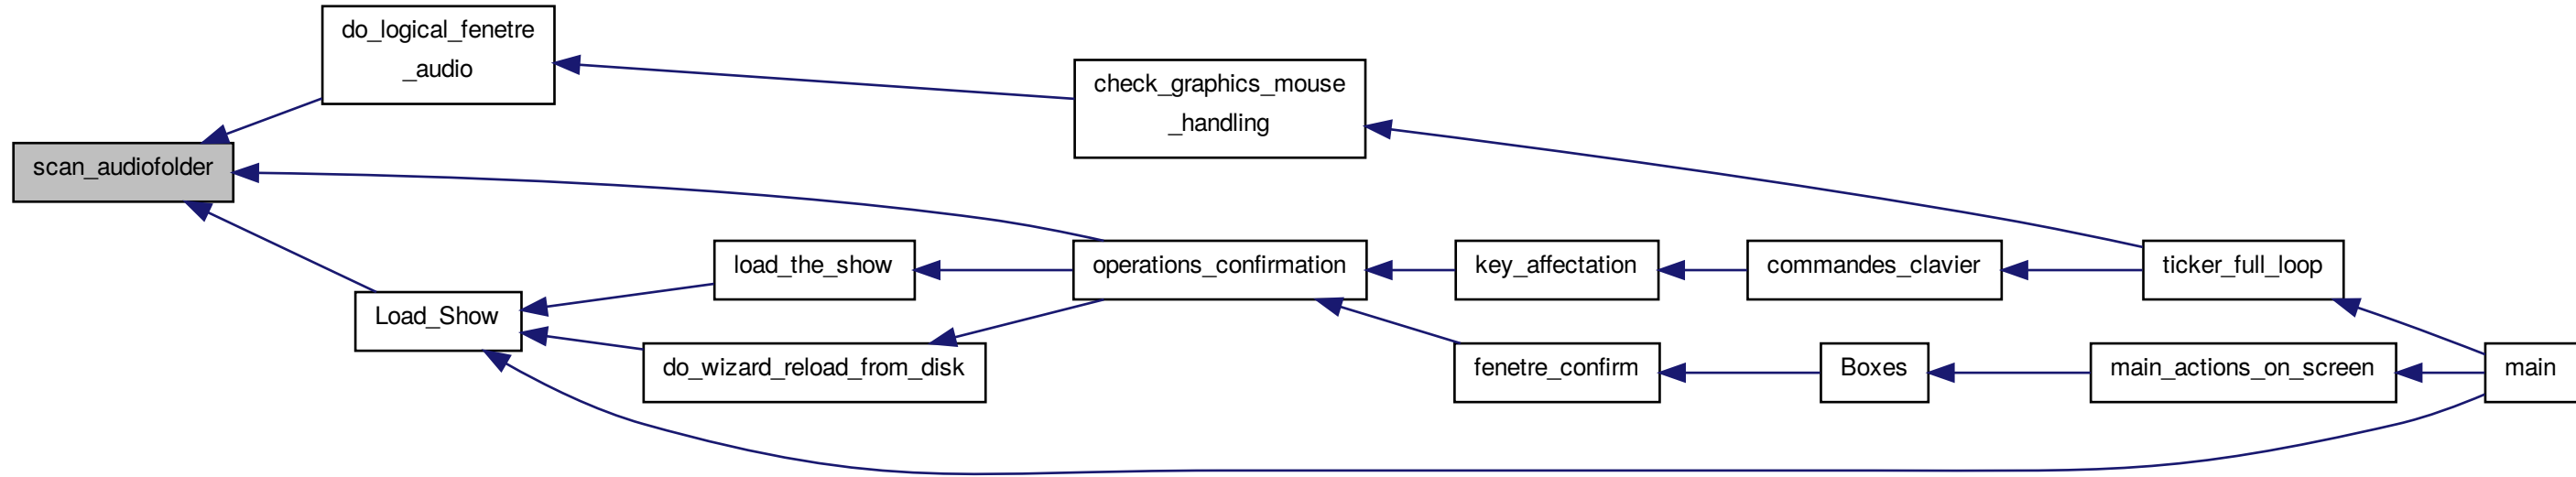 do_logical_fenetre
_audio
check_graphics_mouse
_handling
scan_audiofolder
load_the_show
operations_confirmation
key_affectation
commandes_clavier
ticker_full_loop
Load_Show
do_wizard_reload_from_disk
fenetre_confirm
Boxes
main_actions_on_screen
main